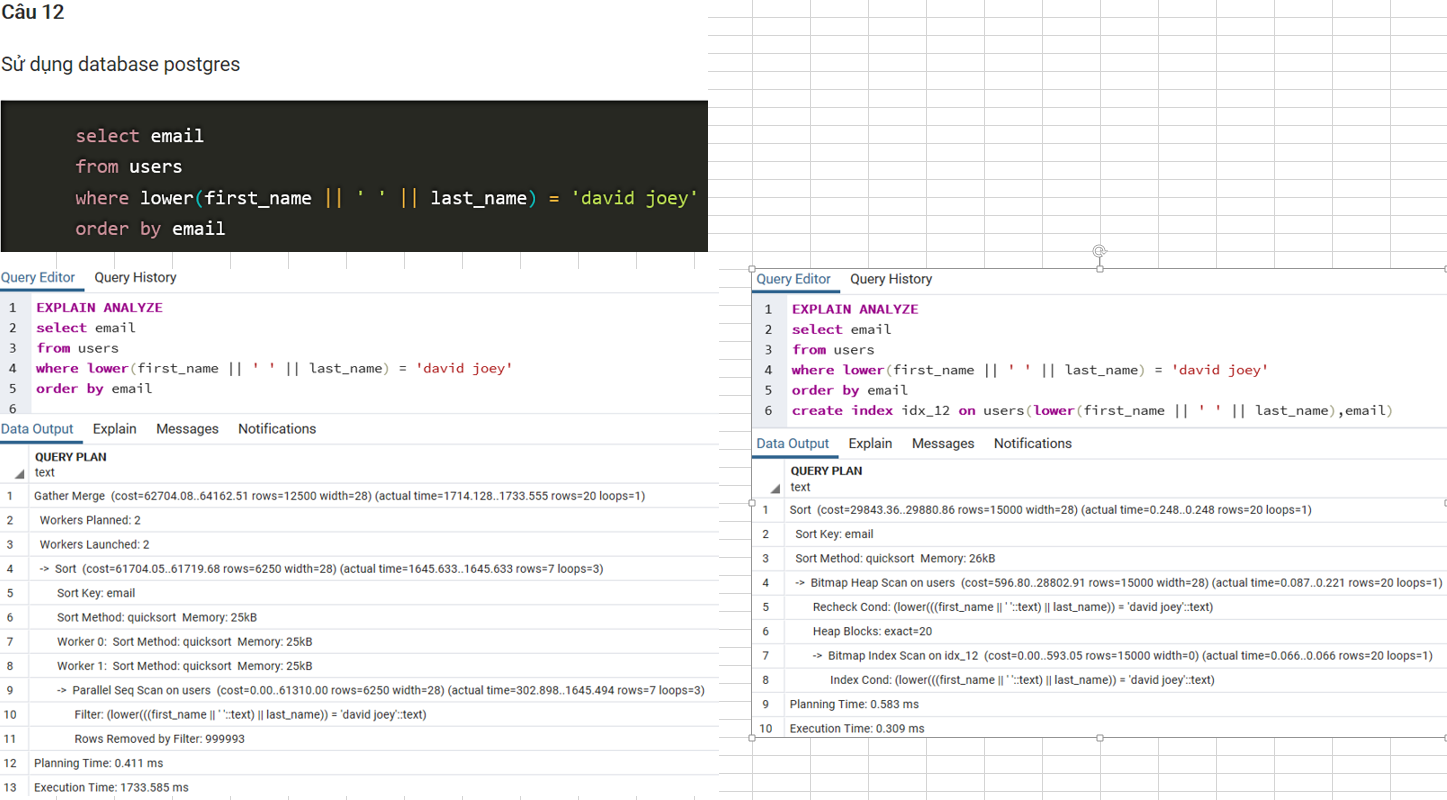 Câu 12
Sử dụng database postgres
select email
from users
where lower(first_name || ' ' || last_name) = 'david joey'
order by email
Query Editor Query History
1 EXPLAIN ANALYZE
2 select email
3 from users
4 where lower(first_name || ' ' || last_name) = 'david joey'
5 order by email
6
Data Output Explain Messages Notifications
QUERY PLAN
text
1 Gather Merge (cost=62704.08..64162.51 rows=12500 width=28) (actual time=1714.128..1733.555 rows=20 loops=1)
2 Workers Planned: 2
3 Workers Launched: 2
4 -> Sort (cost=61704.05..61719.68 rows=6250 width=28) (actual time=1645.633..1645.633 rows=7 loops=3)
5 Sort Key: email
6 Sort Method: quicksort Memory: 25kB
7 Worker 0: Sort Method: quicksort Memory: 25kB
8 Worker 1: Sort Method: quicksort Memory: 25kB
9 -> Parallel Seq Scan on users (cost=0.00..61310.00 rows=6250 width=28) (actual time=302.898..1645.494 rows=7 loops=3)
10 Filter: (lower(((first_name || ' '::text) || last_name)) = 'david joey'::text)
11 Rows Removed by Filter: 999993
12 Planning Time: 0.411 ms
13 Execution Time: 1733.585 ms
Query Editor Query History
1 EXPLAIN ANALYZE
2 select email
3 from users
4 where lower(first_name || ' ' || last_name) = 'david joey'
5 order by email
6 create index idx_12 on users(lower(first_name || ' ' || last_name),email)
Data Output Explain Messages Notifications
QUERY PLAN
text
1 Sort (cost=29843.36..29880.86 rows=15000 width=28) (actual time=0.248..0.248 rows=20 loops=1)
2 Sort Key: email
3 Sort Method: quicksort Memory: 26kB
4 -> Bitmap Heap Scan on users (cost=596.80..28802.91 rows=15000 width=28) (actual time=0.087..0.221 rows=20 loops=1)
5 Recheck Cond: (lower(((first_name || ' '::text) || last_name)) = 'david joey'::text)
6 Heap Blocks: exact=20
7 -> Bitmap Index Scan on idx_12 (cost=0.00..593.05 rows=15000 width=0) (actual time=0.066..0.066 rows=20 loops=1)
8 Index Cond: (lower(((first_name || ' '::text) || last_name)) = 'david joey'::text)
9 Planning Time: 0.583 ms
10 Execution Time: 0.309 ms